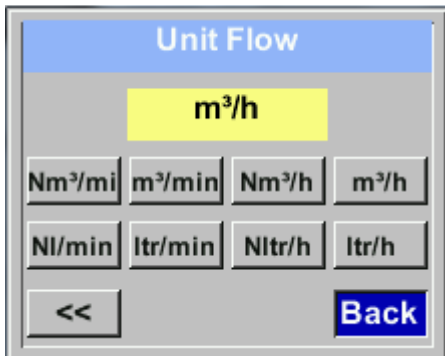 Unit Flow
m³/h
Nm³/mi m³/min Nm³/h m³/h
Nl/min ltr/min Nltr/h ltr/h
<< Back